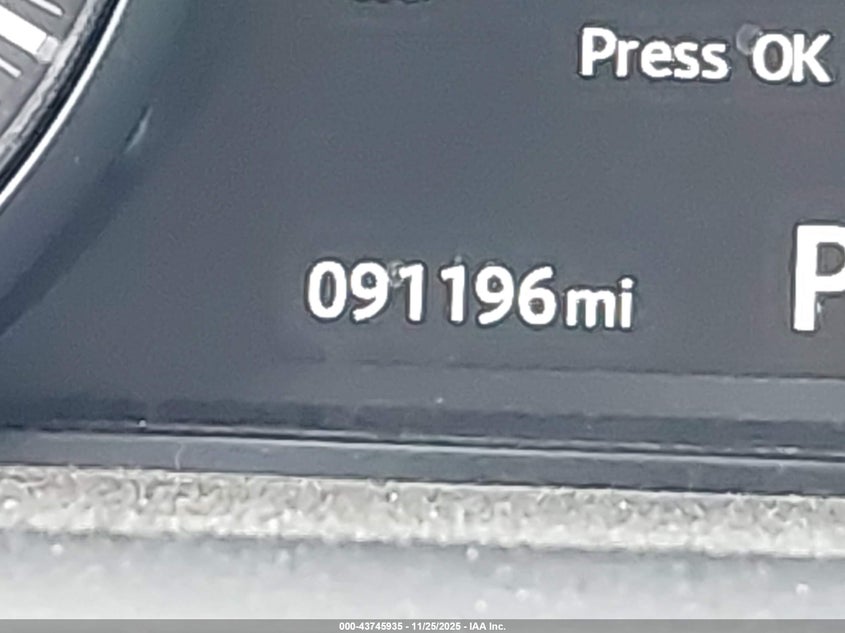 Press OK
091196mi
P
000-43745935 - 11/25/2025 - IAA Inc.